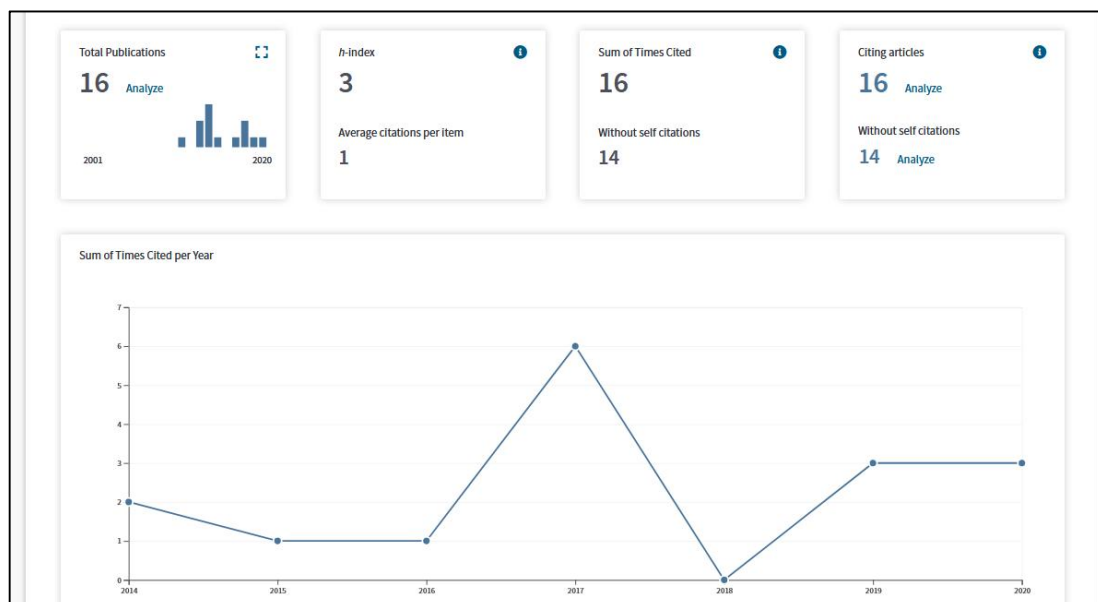 Total Publications
16 Analyze
2001 2020
h-index
3
Average citations per item
1
Sum of Times Cited
16
Without self citations
14
Citing articles
16 Analyze
Without self citations
14 Analyze
Sum of Times Cited per Year
7
6
5
4
3
2
1
0
2014 2015 2016 2017 2018 2019 2020